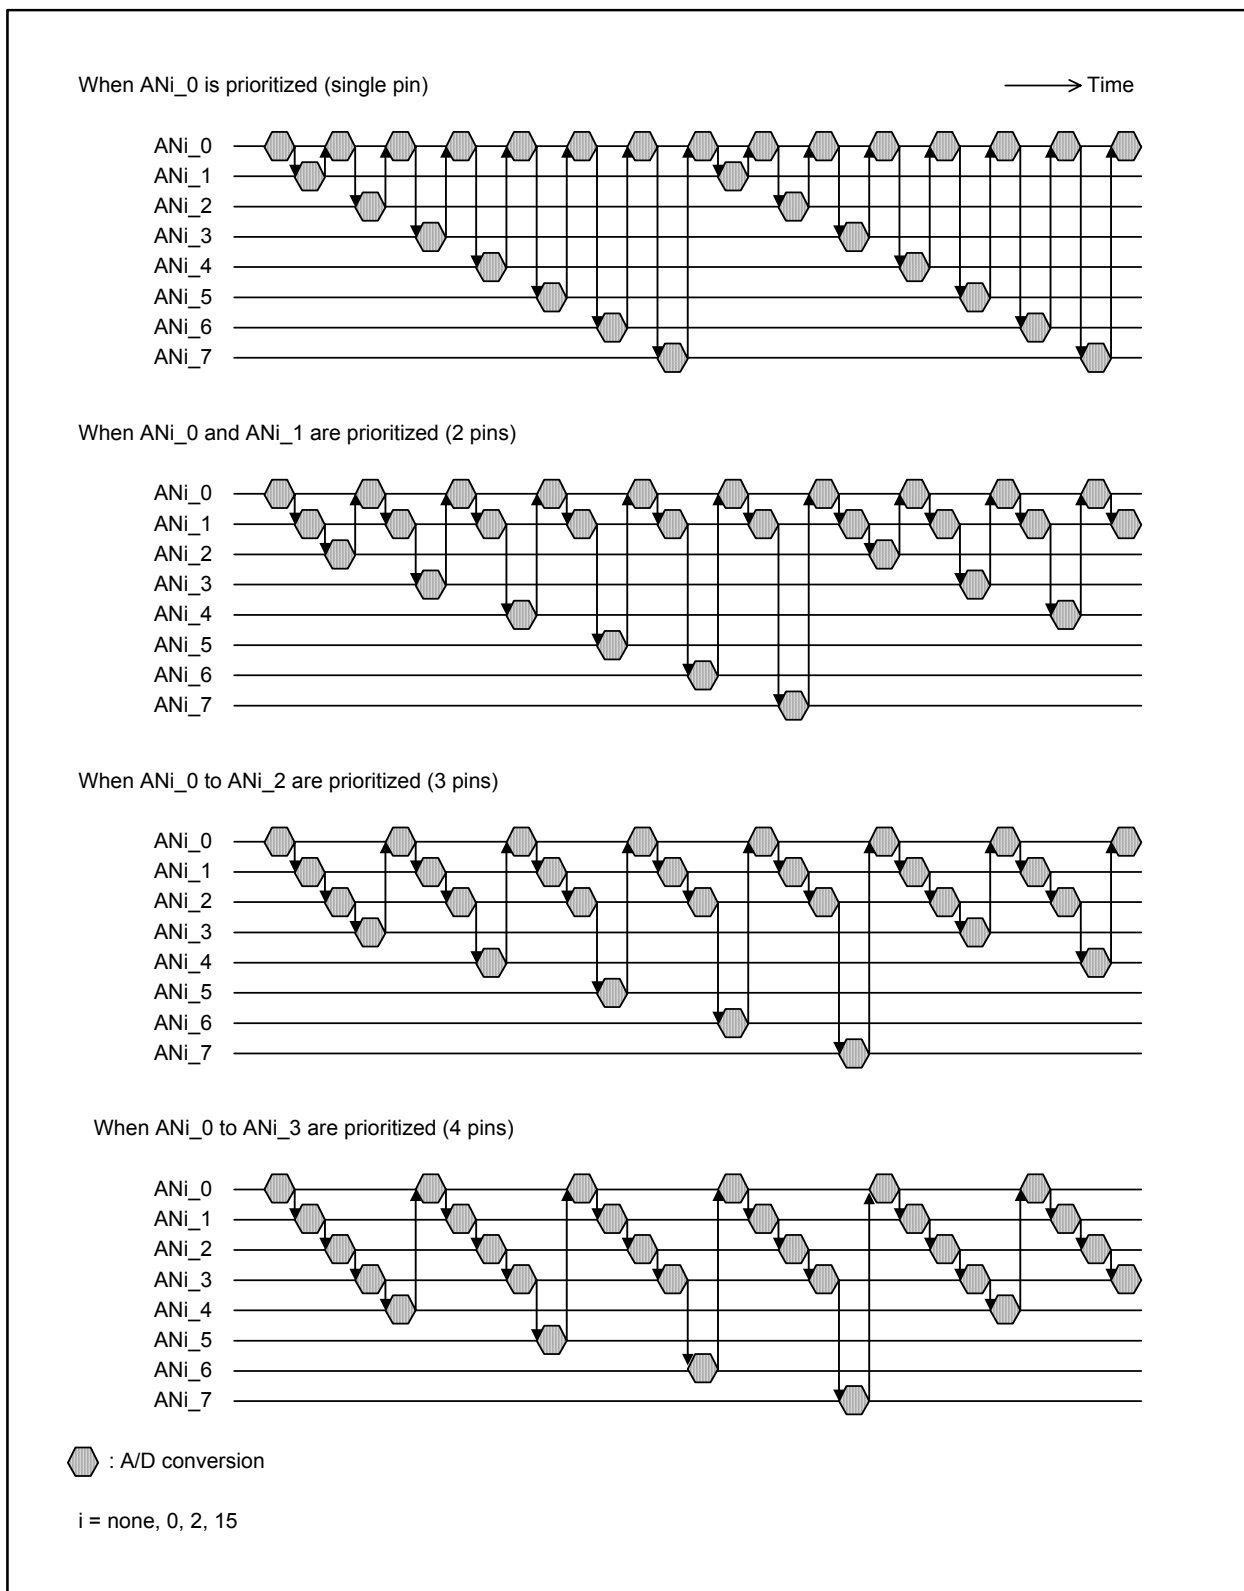 When ANi_0 is prioritized (single pin)
Time
ANi_0
ANi_1
ANi_2
ANi_3
ANi_4
ANi_5
ANi_6
ANi_7
When ANi_0 and ANi_1 are prioritized (2 pins)
ANi_0
ANi_1
ANi_2
ANi_3
ANi_4
ANi_5
ANi_6
ANi_7
When ANi_0 to ANi_2 are prioritized (3 pins)
ANi_0
ANi_1
ANi_2
ANi_3
ANi_4
ANi_5
ANi_6
ANi_7
When ANi_0 to ANi_3 are prioritized (4 pins)
ANi_0
ANi_1
ANi_2
ANi_3
ANi_4
ANi_5
ANi_6
ANi_7
: A/D conversion
i = none, 0, 2, 15